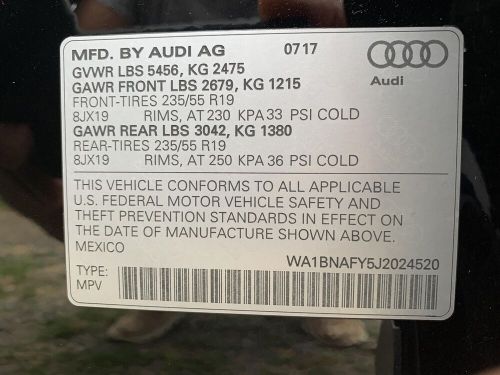 MFD. BY AUDI AG 0717
GVWR LBS 5456, KG 2475
GAWR FRONT LBS 2679, KG 1215
FRONT-TIRES 235/55 R19
8JX19 RIMS, AT 230 KPA 33 PSI COLD
GAWR REAR LBS 3042, KG 1380
REAR-TIRES 235/55 R19
8JX19 RIMS, AT 250 KPA 36 PSI COLD
Audi
THIS VEHICLE CONFORMS TO ALL APPLICABLE
U.S. FEDERAL MOTOR VEHICLE SAFETY AND
THEFT PREVENTION STANDARDS IN EFFECT ON
THE DATE OF MANUFACTURE SHOWN ABOVE.
MEXICO
WA1BNAFY5J2024520
TYPE:
MPV